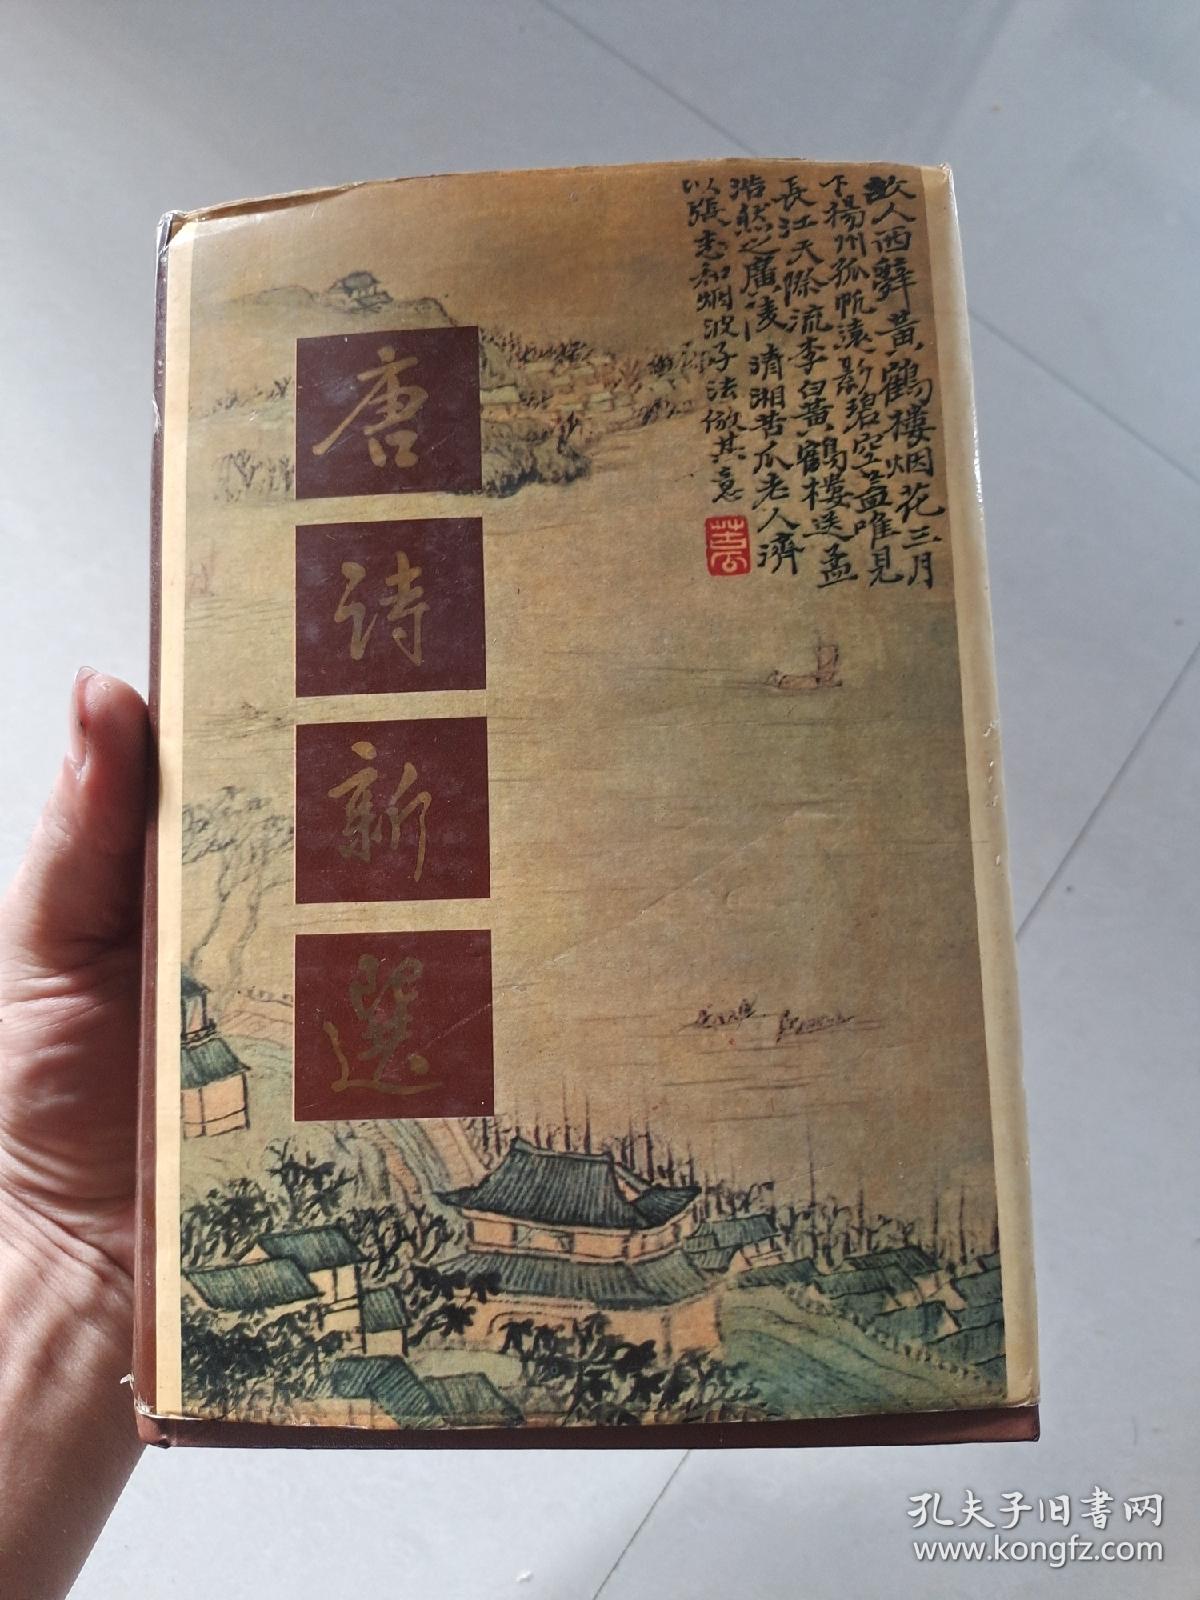 唐
诗
新
選
故人西辭黃鶴樓烟花三月
下揚州孤帆遠影碧空盡唯見
長江天際流李白黃鶴樓送孟
浩然之廣陵清湘苦瓜老人濟
以張志和烟波子法倣其意
孔夫子旧书网
www.kongfz.com